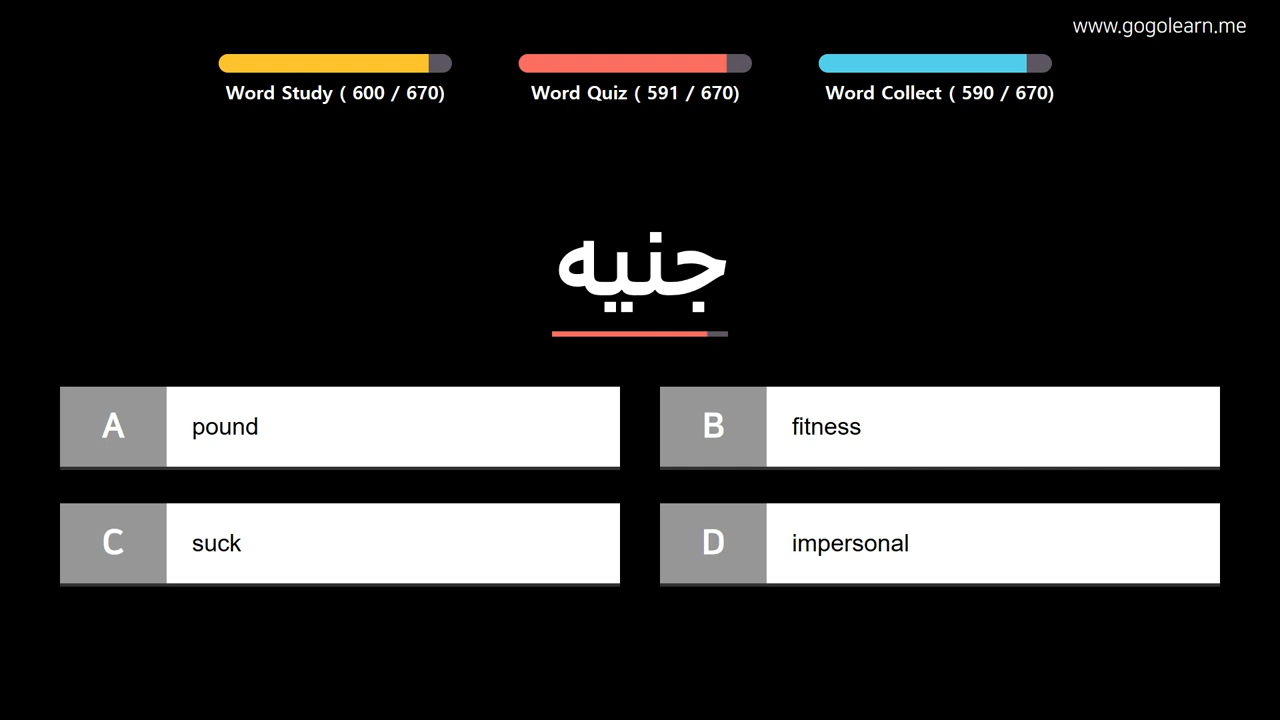 www.gogolearn.me
Word Study ( 600 / 670)
Word Quiz ( 591 / 670)
Word Collect ( 590 / 670)
جنيه
A pound
B fitness
C suck
D impersonal